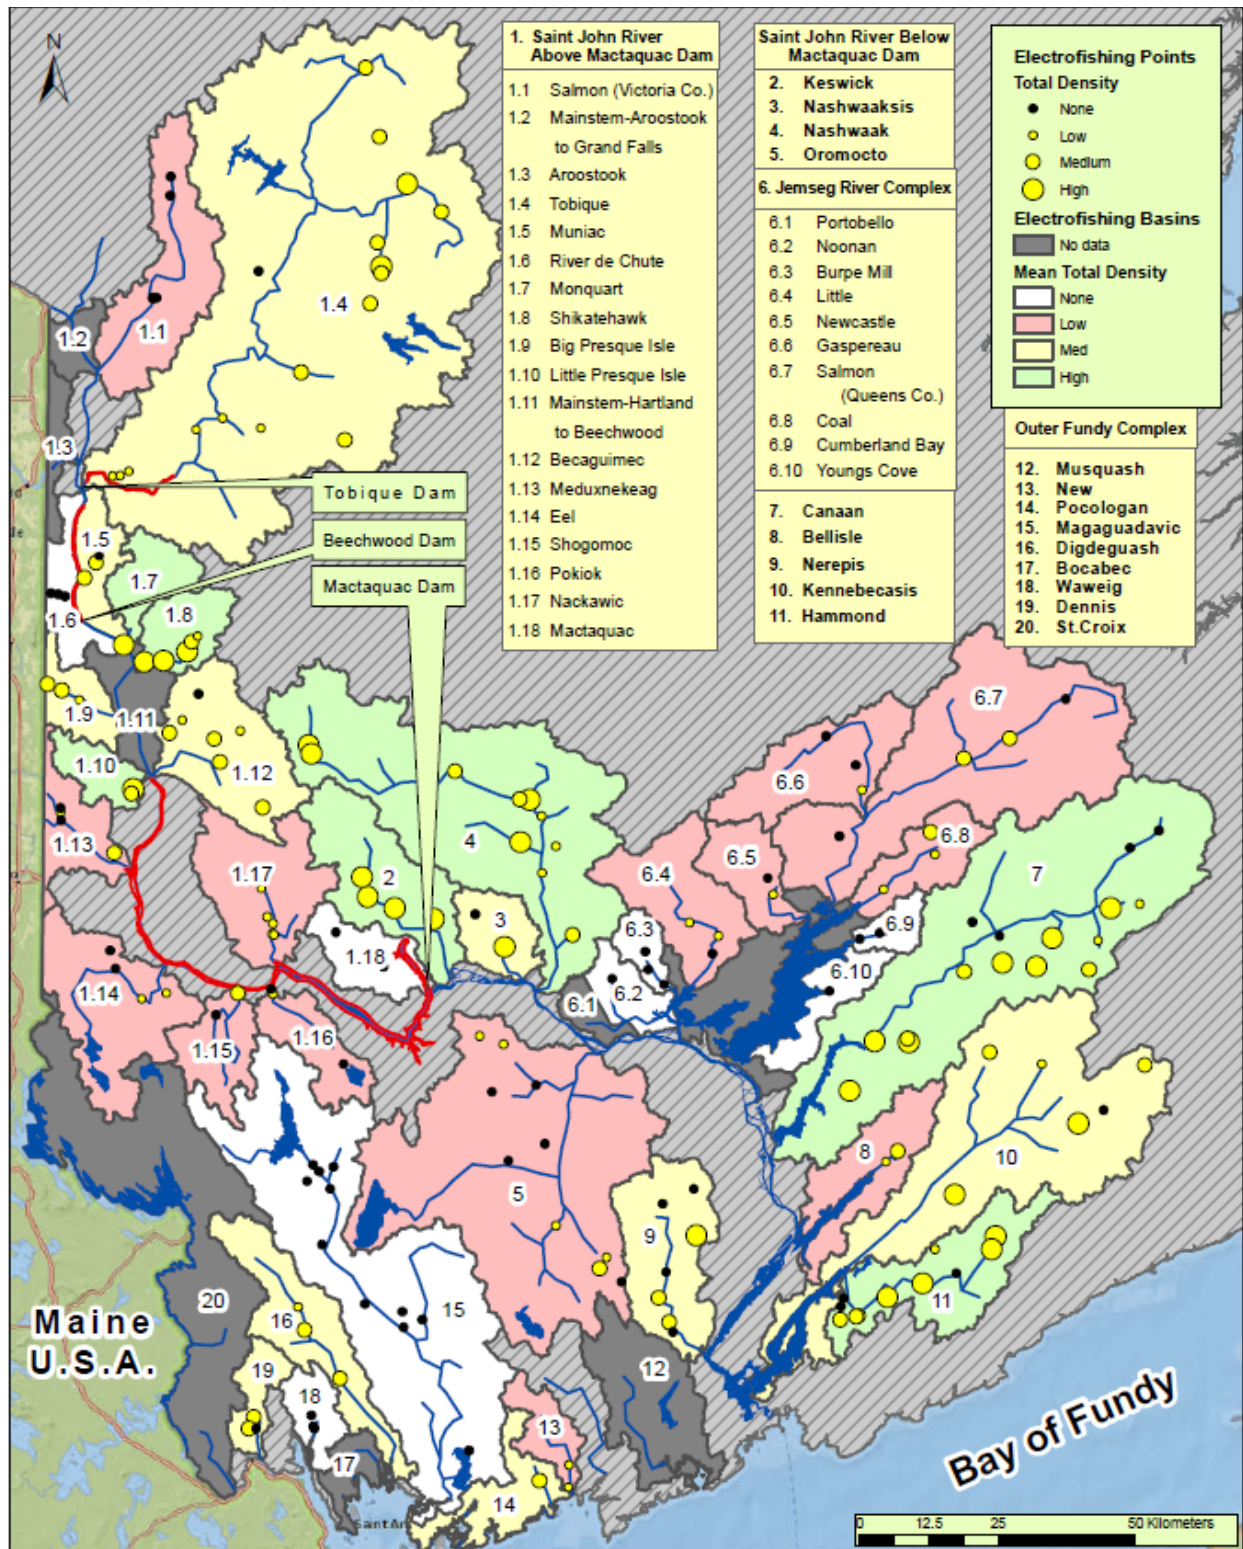 N
1. Saint John River
Above Mactaquac Dam
1.1 Salmon (Victoria Co.)
1.2 Mainstem-Aroostook
to Grand Falls
1.3 Aroostook
1.4 Tobique
1.5 Muniac
1.6 River de Chute
1.7 Monquart
1.8 Shikatehawk
1.9 Big Presque Isle
1.10 Little Presque Isle
1.11 Mainstem-Hartland
to Beechwood
1.12 Becaguimec
1.13 Meduxnekeag
1.14 Eel
1.15 Shogomoc
1.16 Pokiok
1.17 Nackawic
1.18 Mactaquac
Saint John River Below
Mactaquac Dam
2. Keswick
3. Nashwaaksis
4. Nashwaak
5. Oromocto
6. Jemseg River Complex
6.1 Portobello
6.2 Noonan
6.3 Burpe Mill
6.4 Little
6.5 Newcastle
6.6 Gaspereau
6.7 Salmon
(Queens Co.)
6.8 Coal
6.9 Cumberland Bay
6.10 Youngs Cove
7. Canaan
8. Bellisle
9. Nerepis
10. Kennebecasis
11. Hammond
Electrofishing Points
Total Density
None
Low
Medium
High
Electrofishing Basins
No data
Mean Total Density
None
Low
Med
High
Outer Fundy Complex
12. Musquash
13. New
14. Pocologan
15. Magaguadavic
16. Digdeguash
17. Bocabec
18. Waweig
19. Dennis
20. St.Croix
1.1
1.2
1.4
1.3
Tobique Dam
Beechwood Dam
Mactaquac Dam
1.5
1.7
1.8
1.6
1.9
1.11
1.10
1.12
1.13
1.17
2
4
3
1.18
1.14
1.15
1.16
6.7
6.6
6.8
6.5
6.4
6.3
6.2
6.1
6.9
6.10
7
8
10
5
9
11
15
20
16
19
18
17
12
13
14
Maine
U.S.A.
Bay of Fundy
0 12.5 25 50 Kilometers